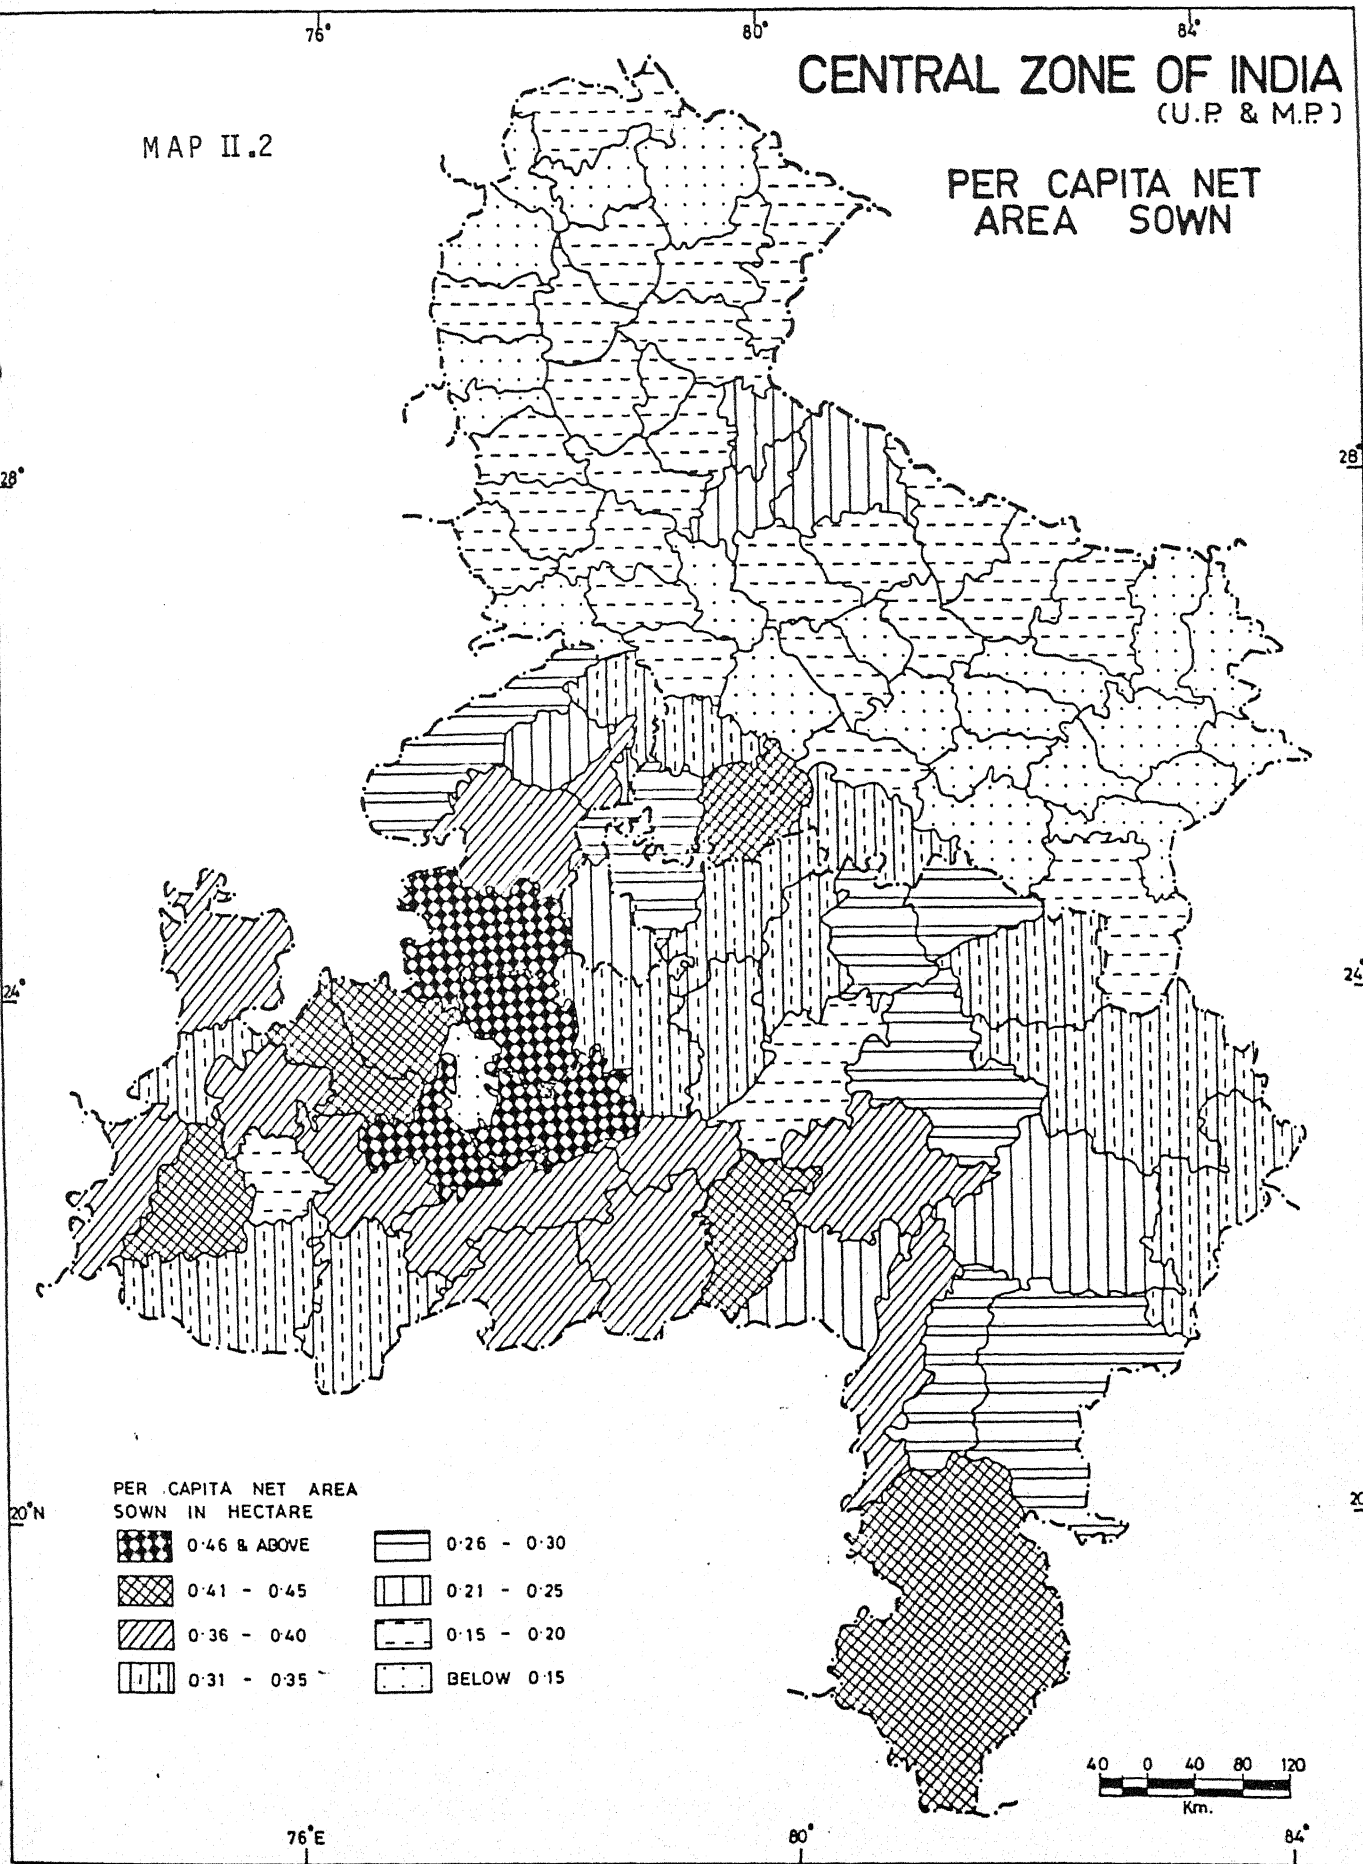 76° 80° 84°
CENTRAL ZONE OF INDIA
(U.P. & M.P.)
MAP II.2
PER CAPITA NET
AREA SOWN
28° 28°
24° 24°
PER CAPITA NET AREA
SOWN IN HECTARE
20°N 20
0·46 & ABOVE 0·26 - 0·30
0·41 - 0·45 0·21 - 0·25
0·36 - 0·40 0·15 - 0·20
0·31 - 0·35 BELOW 0·15
40 0 40 80 120
Km.
76°E 80° 84°